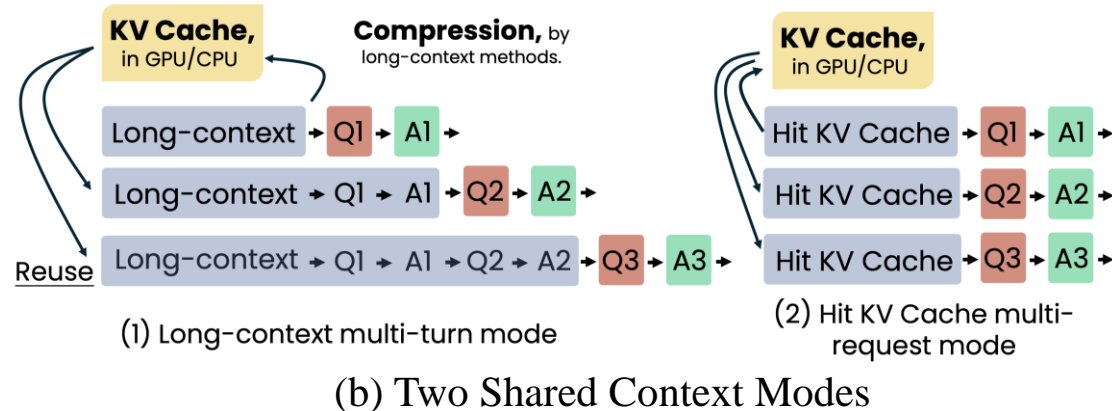 KV Cache,
in GPU/CPU
Compression, by
long-context methods.
Long-context Q1 A1
Long-context Q1 A1 Q2 A2
Reuse Long-context Q1 A1 Q2 A2 Q3 A3
(1) Long-context multi-turn mode
KV Cache,
in GPU/CPU
Hit KV Cache Q1 A1
Hit KV Cache Q2 A2
Hit KV Cache Q3 A3
(2) Hit KV Cache multi-
request mode
(b) Two Shared Context Modes